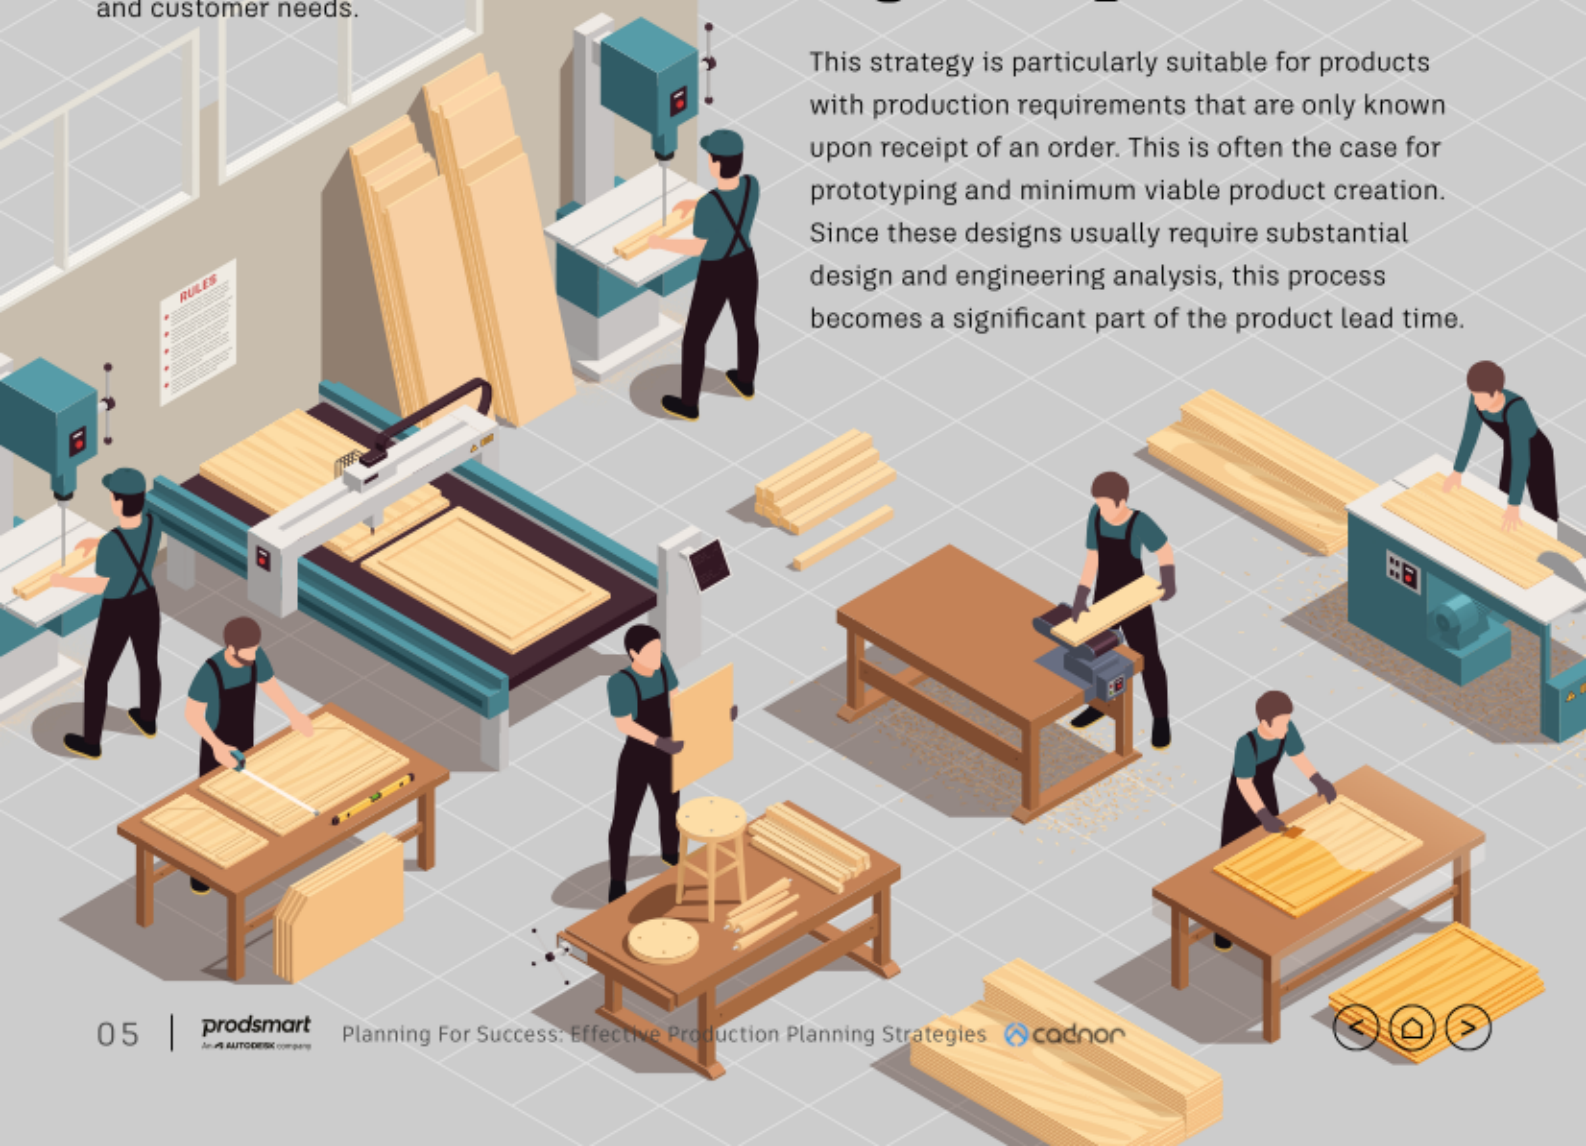 and customer needs.
This strategy is particularly suitable for products
with production requirements that are only known
upon receipt of an order. This is often the case for
prototyping and minimum viable product creation.
Since these designs usually require substantial
design and engineering analysis, this process
becomes a significant part of the product lead time.
RULES
05
prodsmart
An AUTODESK company
Planning For Success: Effective Production Planning Strategies
cadnor